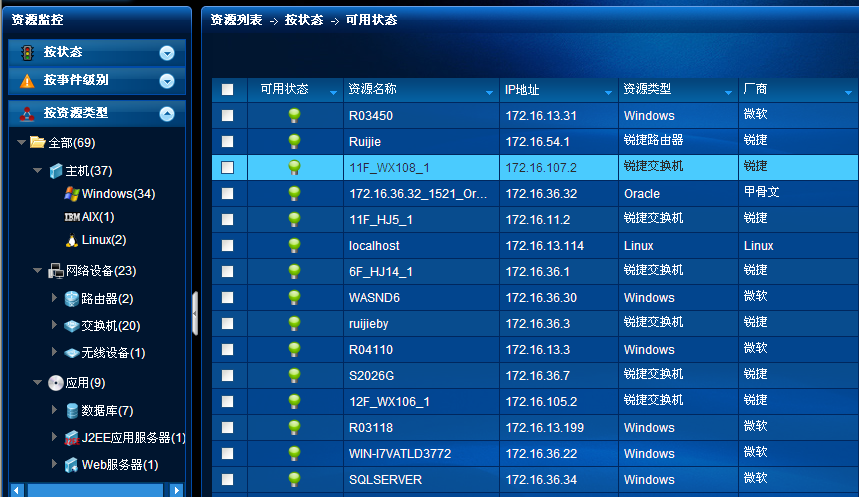 资源监控
按状态
按事件级别
按资源类型
全部(69)
主机(37)
Windows(34)
IBM AIX(1)
Linux(2)
网络设备(23)
路由器(2)
交换机(20)
无线设备(1)
应用(9)
数据库(7)
J2EE应用服务器(1)
Web服务器(1)
资源列表 → 按状态 → 可用状态
可用状态 资源名称 IP地址 资源类型 厂商
R03450 172.16.13.31 Windows 微软
Ruijie 172.16.54.1 锐捷路由器 锐捷
11F_WX108_1 172.16.107.2 锐捷交换机 锐捷
172.16.36.32_1521_Or... 172.16.36.32 Oracle 甲骨文
11F_HJ5_1 172.16.11.2 锐捷交换机 锐捷
localhost 172.16.13.114 Linux Linux
6F_HJ14_1 172.16.36.1 锐捷交换机 锐捷
WASND6 172.16.36.30 Windows 微软
ruijieby 172.16.36.3 锐捷交换机 锐捷
R04110 172.16.13.3 Windows 微软
S2026G 172.16.36.7 锐捷交换机 锐捷
12F_WX106_1 172.16.105.2 锐捷交换机 锐捷
R03118 172.16.13.199 Windows 微软
WIN-I7VATLD3772 172.16.36.22 Windows 微软
SQLSERVER 172.16.36.34 Windows 微软